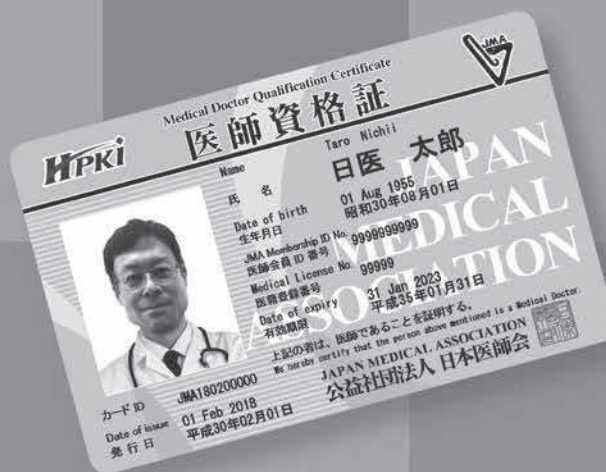 JMA
Medical Doctor Qualification Certificate
HPKI
医師資格証
Name Taro Nichii
氏 名 日医 太郎
Date of birth 01 Aug 1955
生年月日 昭和30年08月01日
JMA Membership ID No. 9999999999
医師会員 ID 番号
Medical License No. 99999
医籍登録番号
Date of expiry 31 Jan 2023
有効期限 平成35年01月31日
JAPAN
MEDICAL
ASSOCIATION
上記の者は、医師であることを証明する。
We hereby certify that the person above mentioned is a Medical Doctor.
カード ID JMA180200000
JAPAN MEDICAL ASSOCIATION
Date of issue 01 Feb 2018
公益社団法人 日本医師会
発 行 日 平成30年02月01日